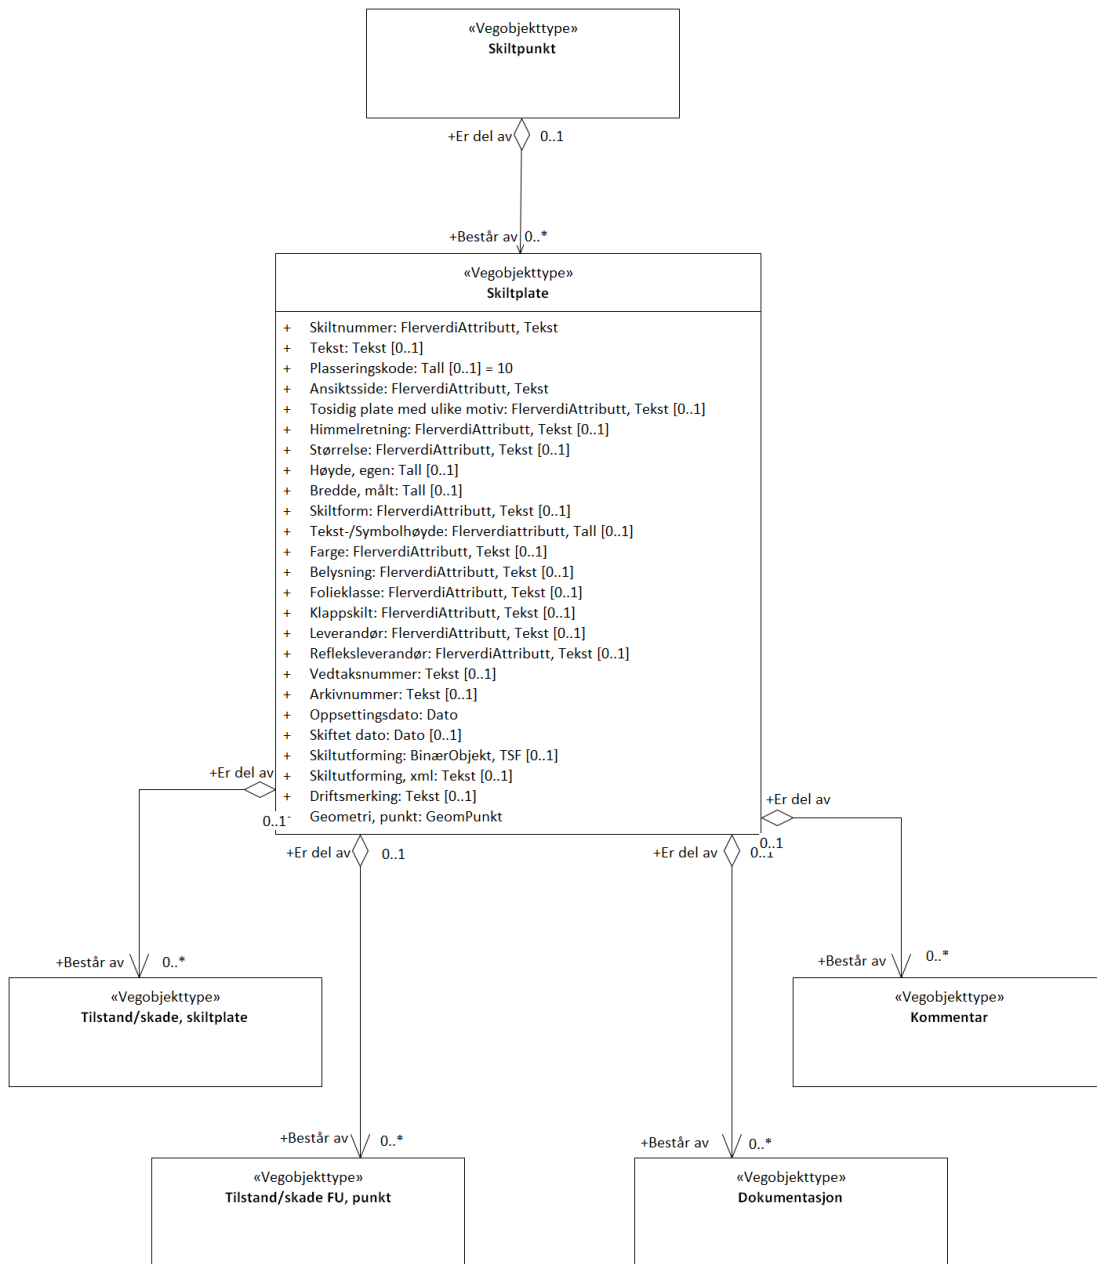 «Vegobjekttype»
Skiltpunkt
+Er del av 0..1
+Består av 0..*
«Vegobjekttype»
Skiltplate
+ Skiltnummer: FlerverdiAttributt, Tekst
+ Tekst: Tekst [0..1]
+ Plasseringskode: Tall [0..1] = 10
+ Ansiktsside: FlerverdiAttributt, Tekst
+ Tosidig plate med ulike motiv: FlerverdiAttributt, Tekst [0..1]
+ Himmelretning: FlerverdiAttributt, Tekst [0..1]
+ Størrelse: FlerverdiAttributt, Tekst [0..1]
+ Høyde, egen: Tall [0..1]
+ Bredde, målt: Tall [0..1]
+ Skiltform: FlerverdiAttributt, Tekst [0..1]
+ Tekst-/Symbolhøyde: Flerverdiattributt, Tall [0..1]
+ Farge: FlerverdiAttributt, Tekst [0..1]
+ Belysning: FlerverdiAttributt, Tekst [0..1]
+ Folieklasse: FlerverdiAttributt, Tekst [0..1]
+ Klappskilt: FlerverdiAttributt, Tekst [0..1]
+ Leverandør: FlerverdiAttributt, Tekst [0..1]
+ Refleksleverandør: FlerverdiAttributt, Tekst [0..1]
+ Vedtaksnummer: Tekst [0..1]
+ Arkivnummer: Tekst [0..1]
+ Oppsettingsdato: Dato
+ Skiftet dato: Dato [0..1]
+ Skiltutforming: BinærObjekt, TSF [0..1]
+ Skiltutforming, xml: Tekst [0..1]
+ Driftsmerking: Tekst [0..1]
Geometri, punkt: GeomPunkt
+Er del av
0..1
+Er del av 0..1
+Er del av 0..1
+Er del av
0..1
+Består av 0..*
«Vegobjekttype»
Tilstand/skade, skiltplate
+Består av 0..*
«Vegobjekttype»
Kommentar
+Består av 0..*
«Vegobjekttype»
Tilstand/skade FU, punkt
+Består av 0..*
«Vegobjekttype»
Dokumentasjon